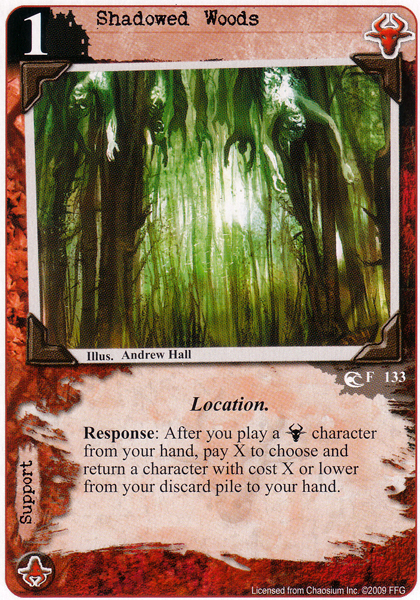 1
Shadowed Woods
Illus. Andrew Hall
F 133
Location.
Response: After you play a character
from your hand, pay X to choose and
return a character with cost X or lower
from your discard pile to your hand.
Support
Licensed from Chaosium Inc. ©2009 FFG